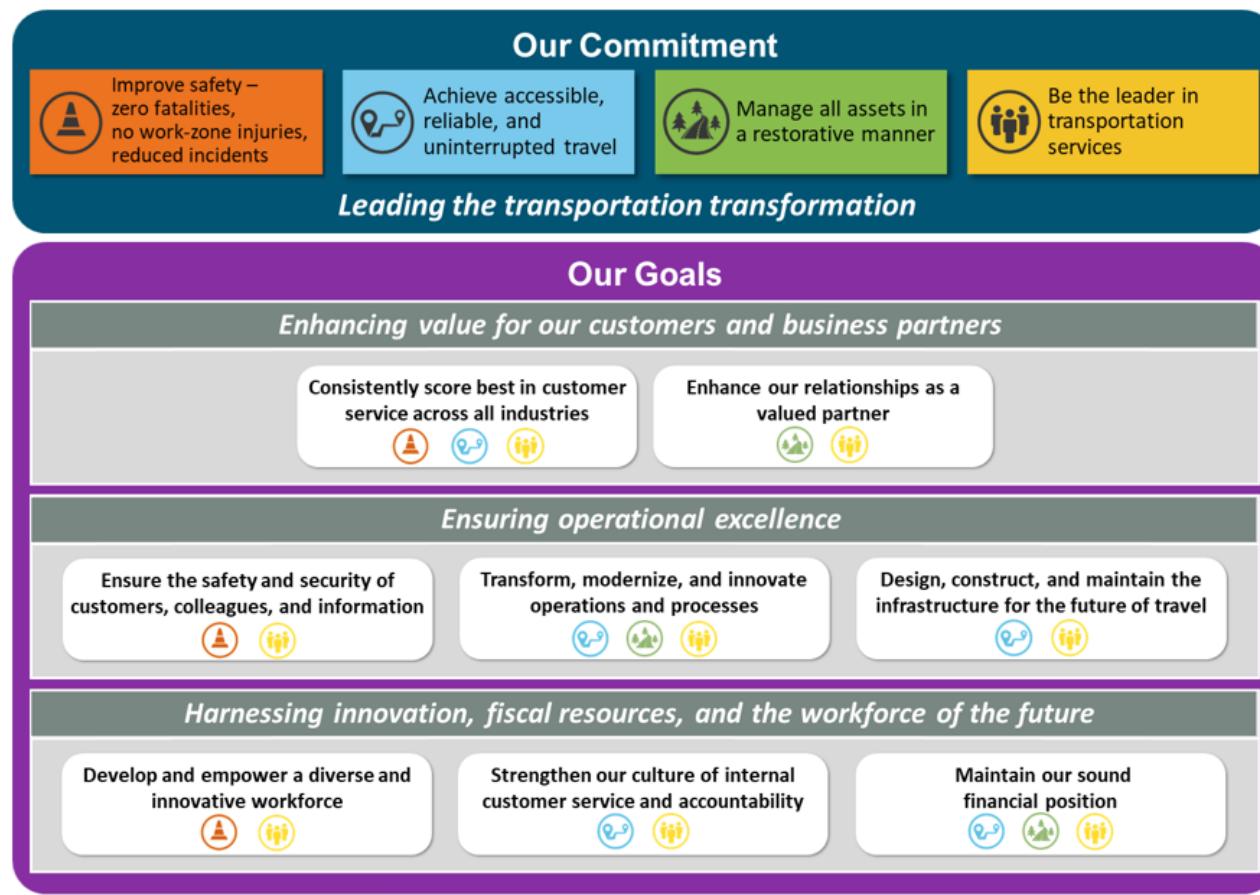 Our Commitment
Improve safety –
zero fatalities,
no work-zone injuries,
reduced incidents
Achieve accessible,
reliable, and
uninterrupted travel
Manage all assets in
a restorative manner
Be the leader in
transportation
services
Leading the transportation transformation
Our Goals
Enhancing value for our customers and business partners
Consistently score best in customer
service across all industries
Enhance our relationships as a
valued partner
Ensuring operational excellence
Ensure the safety and security of
customers, colleagues, and information
Transform, modernize, and innovate
operations and processes
Design, construct, and maintain the
infrastructure for the future of travel
Harnessing innovation, fiscal resources, and the workforce of the future
Develop and empower a diverse and
innovative workforce
Strengthen our culture of internal
customer service and accountability
Maintain our sound
financial position